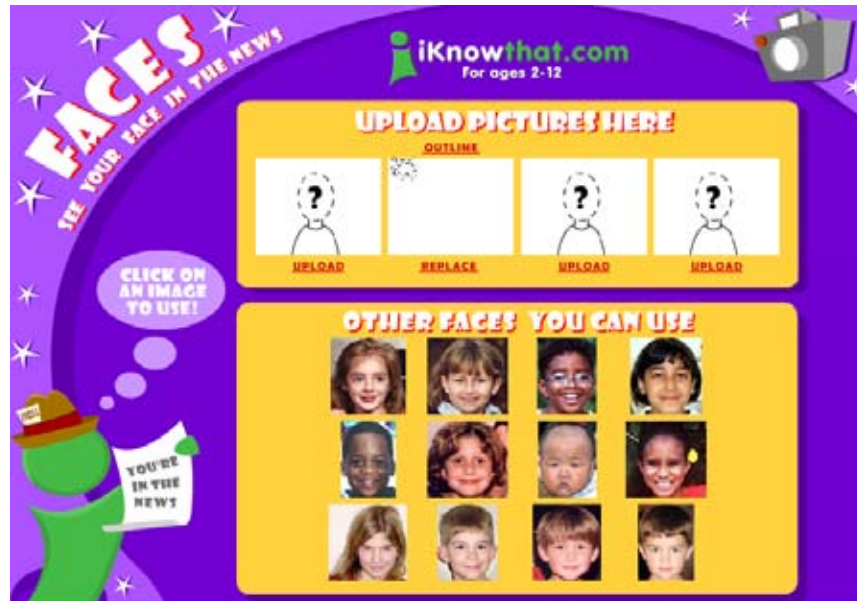 FACES
SEE YOUR FACE IN THE NEWS
iKnowthat.com
For ages 2-12
UPLOAD PICTURES HERE
OUTLINE
?
?
?
UPLOAD
REPLACE
UPLOAD
UPLOAD
CLICK ON
AN IMAGE
TO USE!
OTHER FACES YOU CAN USE
YOU'RE
IN THE
NEWS